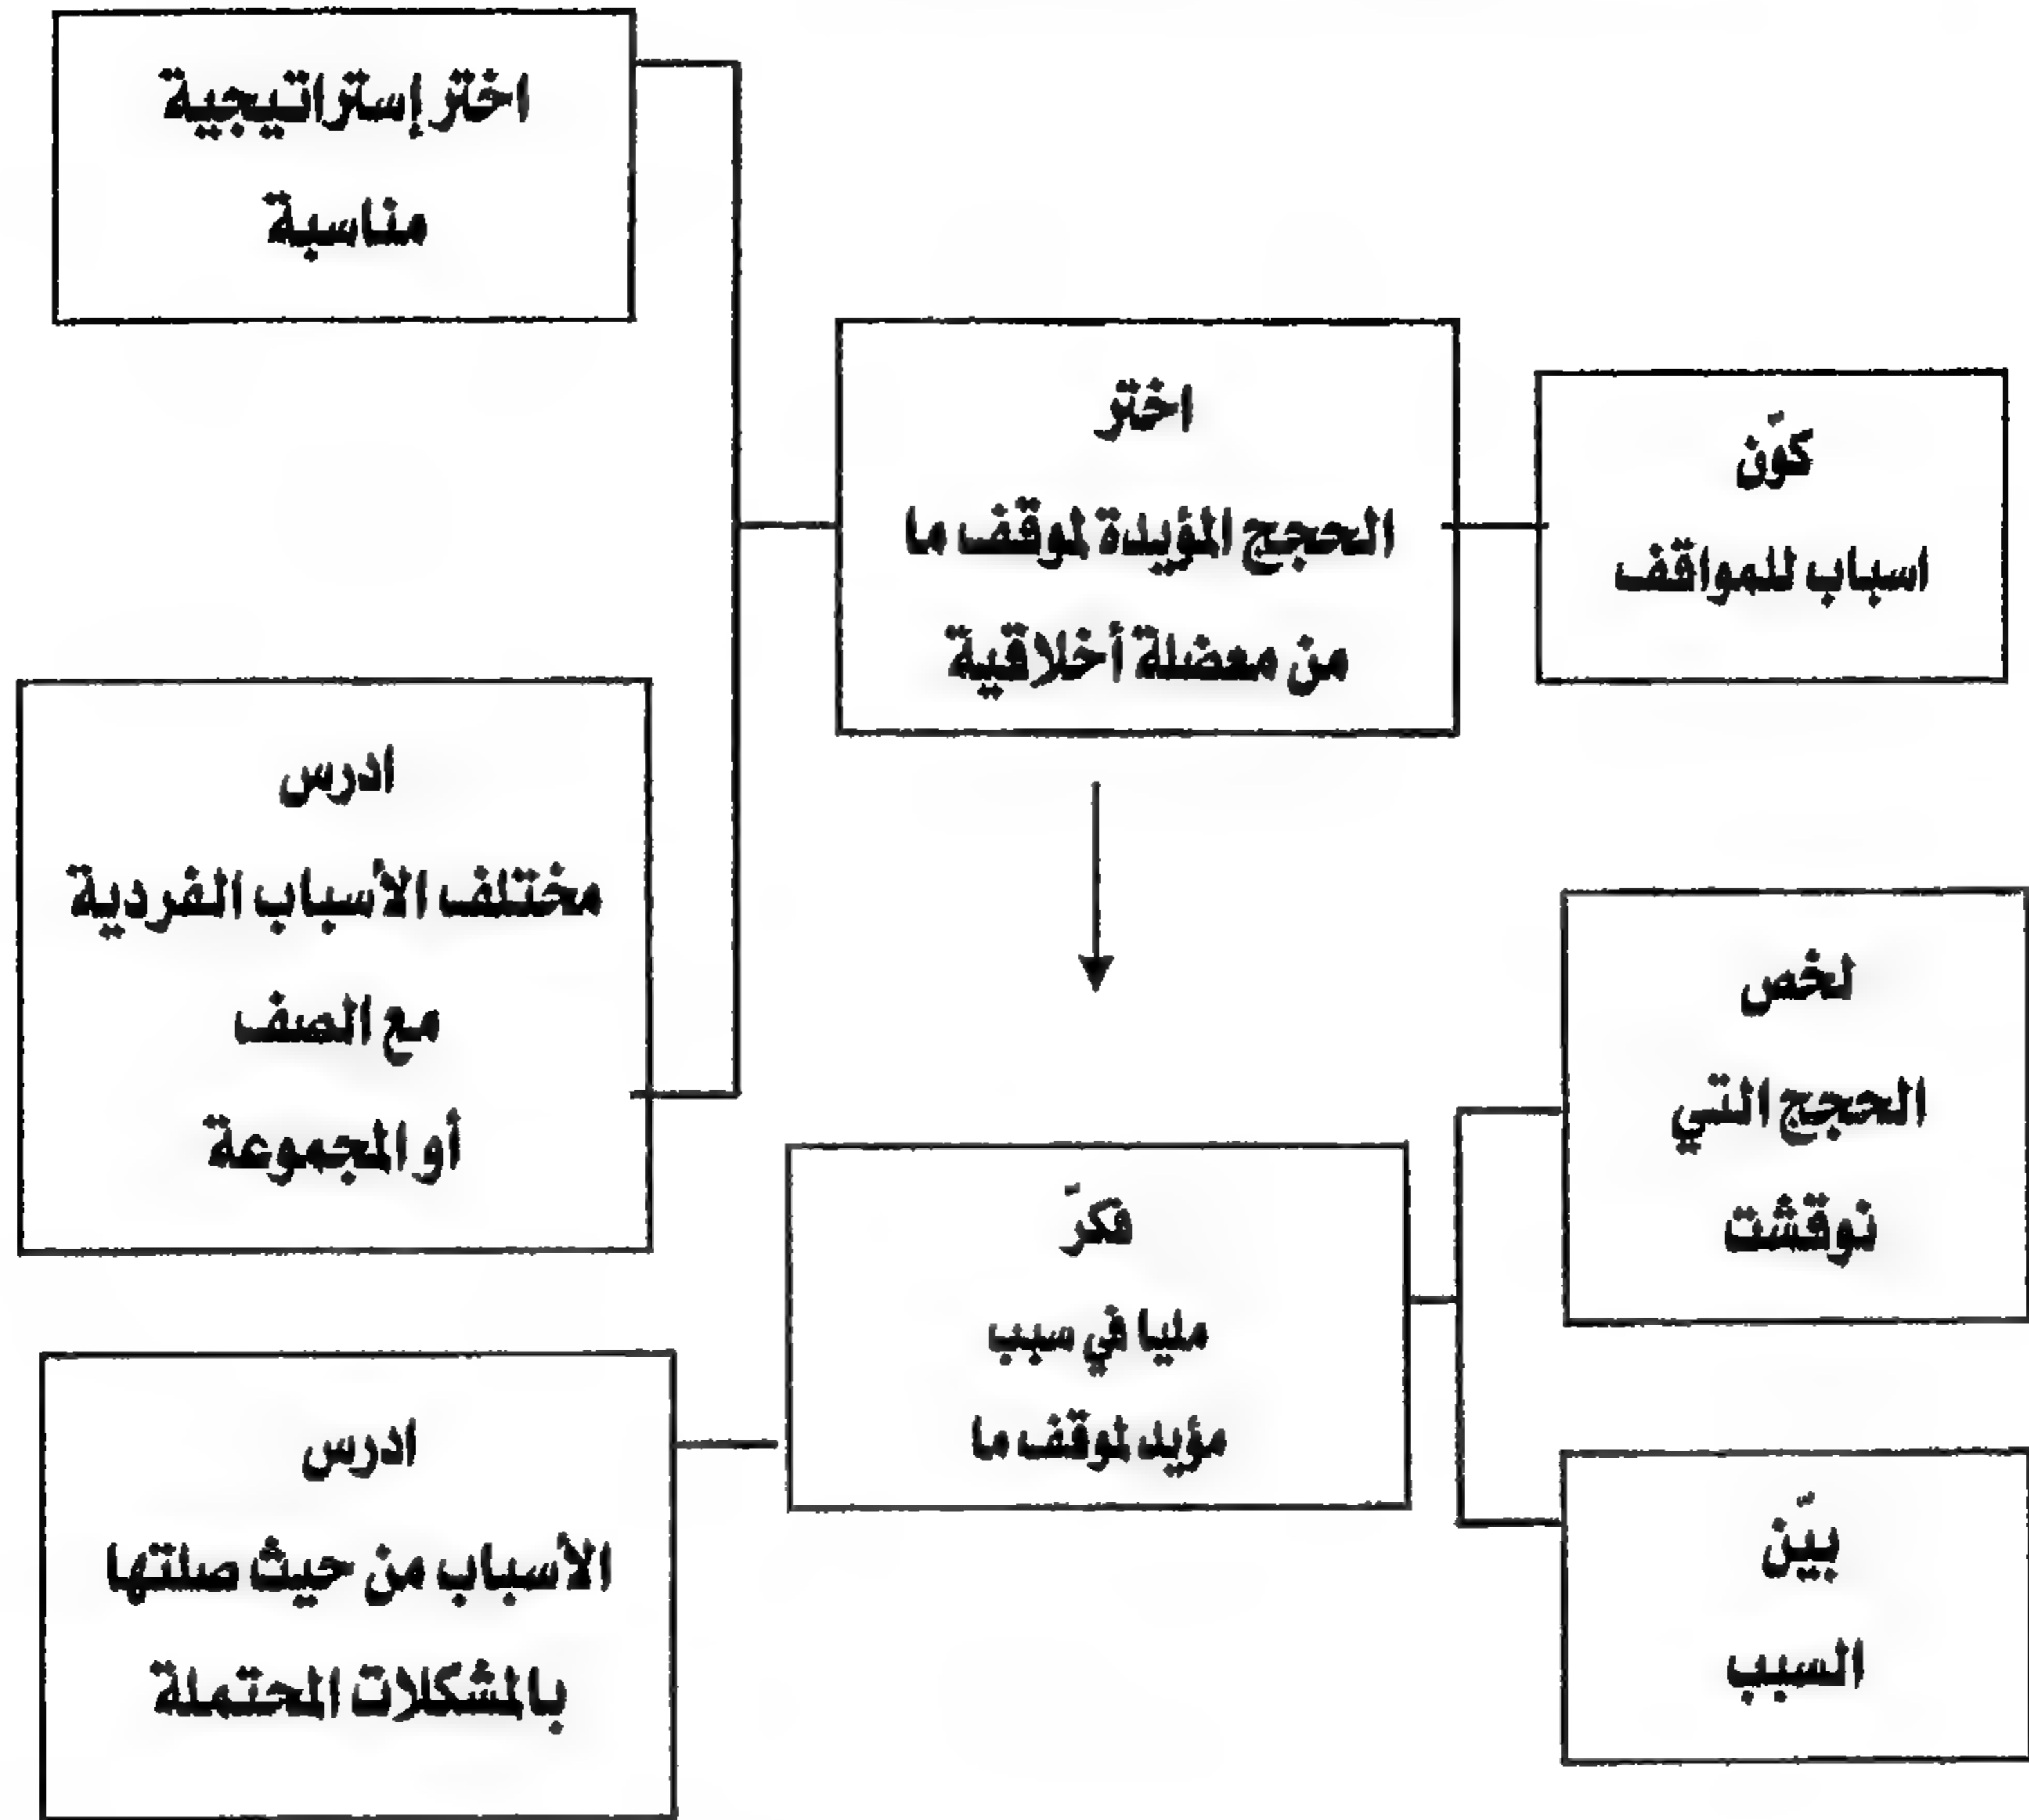 اختر إستراتيجية
مناسبة
كوّن
اسباب للمواقف
اختر
الحجج المؤيدة لموقف ما
من معضلة أخلاقية
ادرس
مختلف الأسباب الفردية
مع الصف
أو المجموعة
لخص
الحجج التي
نوقشت
فكرّ
مليا في سبب
مؤيد لموقف ما
بيّن
السبب
ادرس
الأسباب من حيث صلتها
بالمشكلات المحتملة